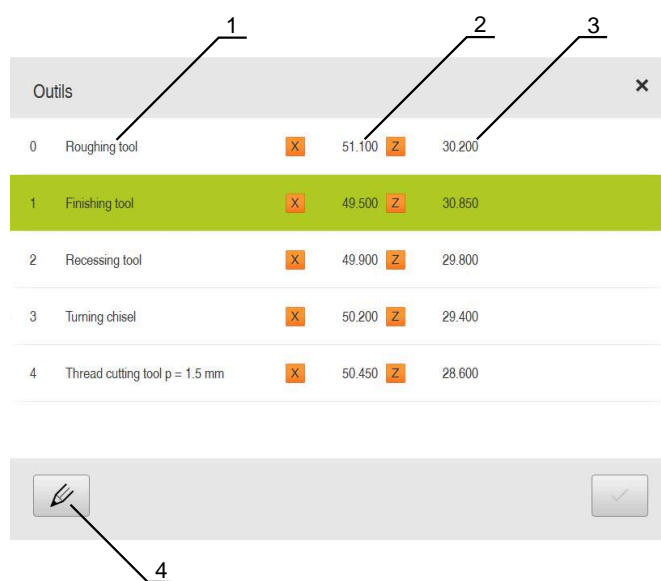 1 2 3
Outils ×
0 Roughing tool X 51.100 Z 30.200
1 Finishing tool X 49.500 Z 30.850
2 Recessing tool X 49.900 Z 29.800
3 Turning chisel X 50.200 Z 29.400
4 Thread cutting tool p = 1.5 mm X 50.450 Z 28.600
4